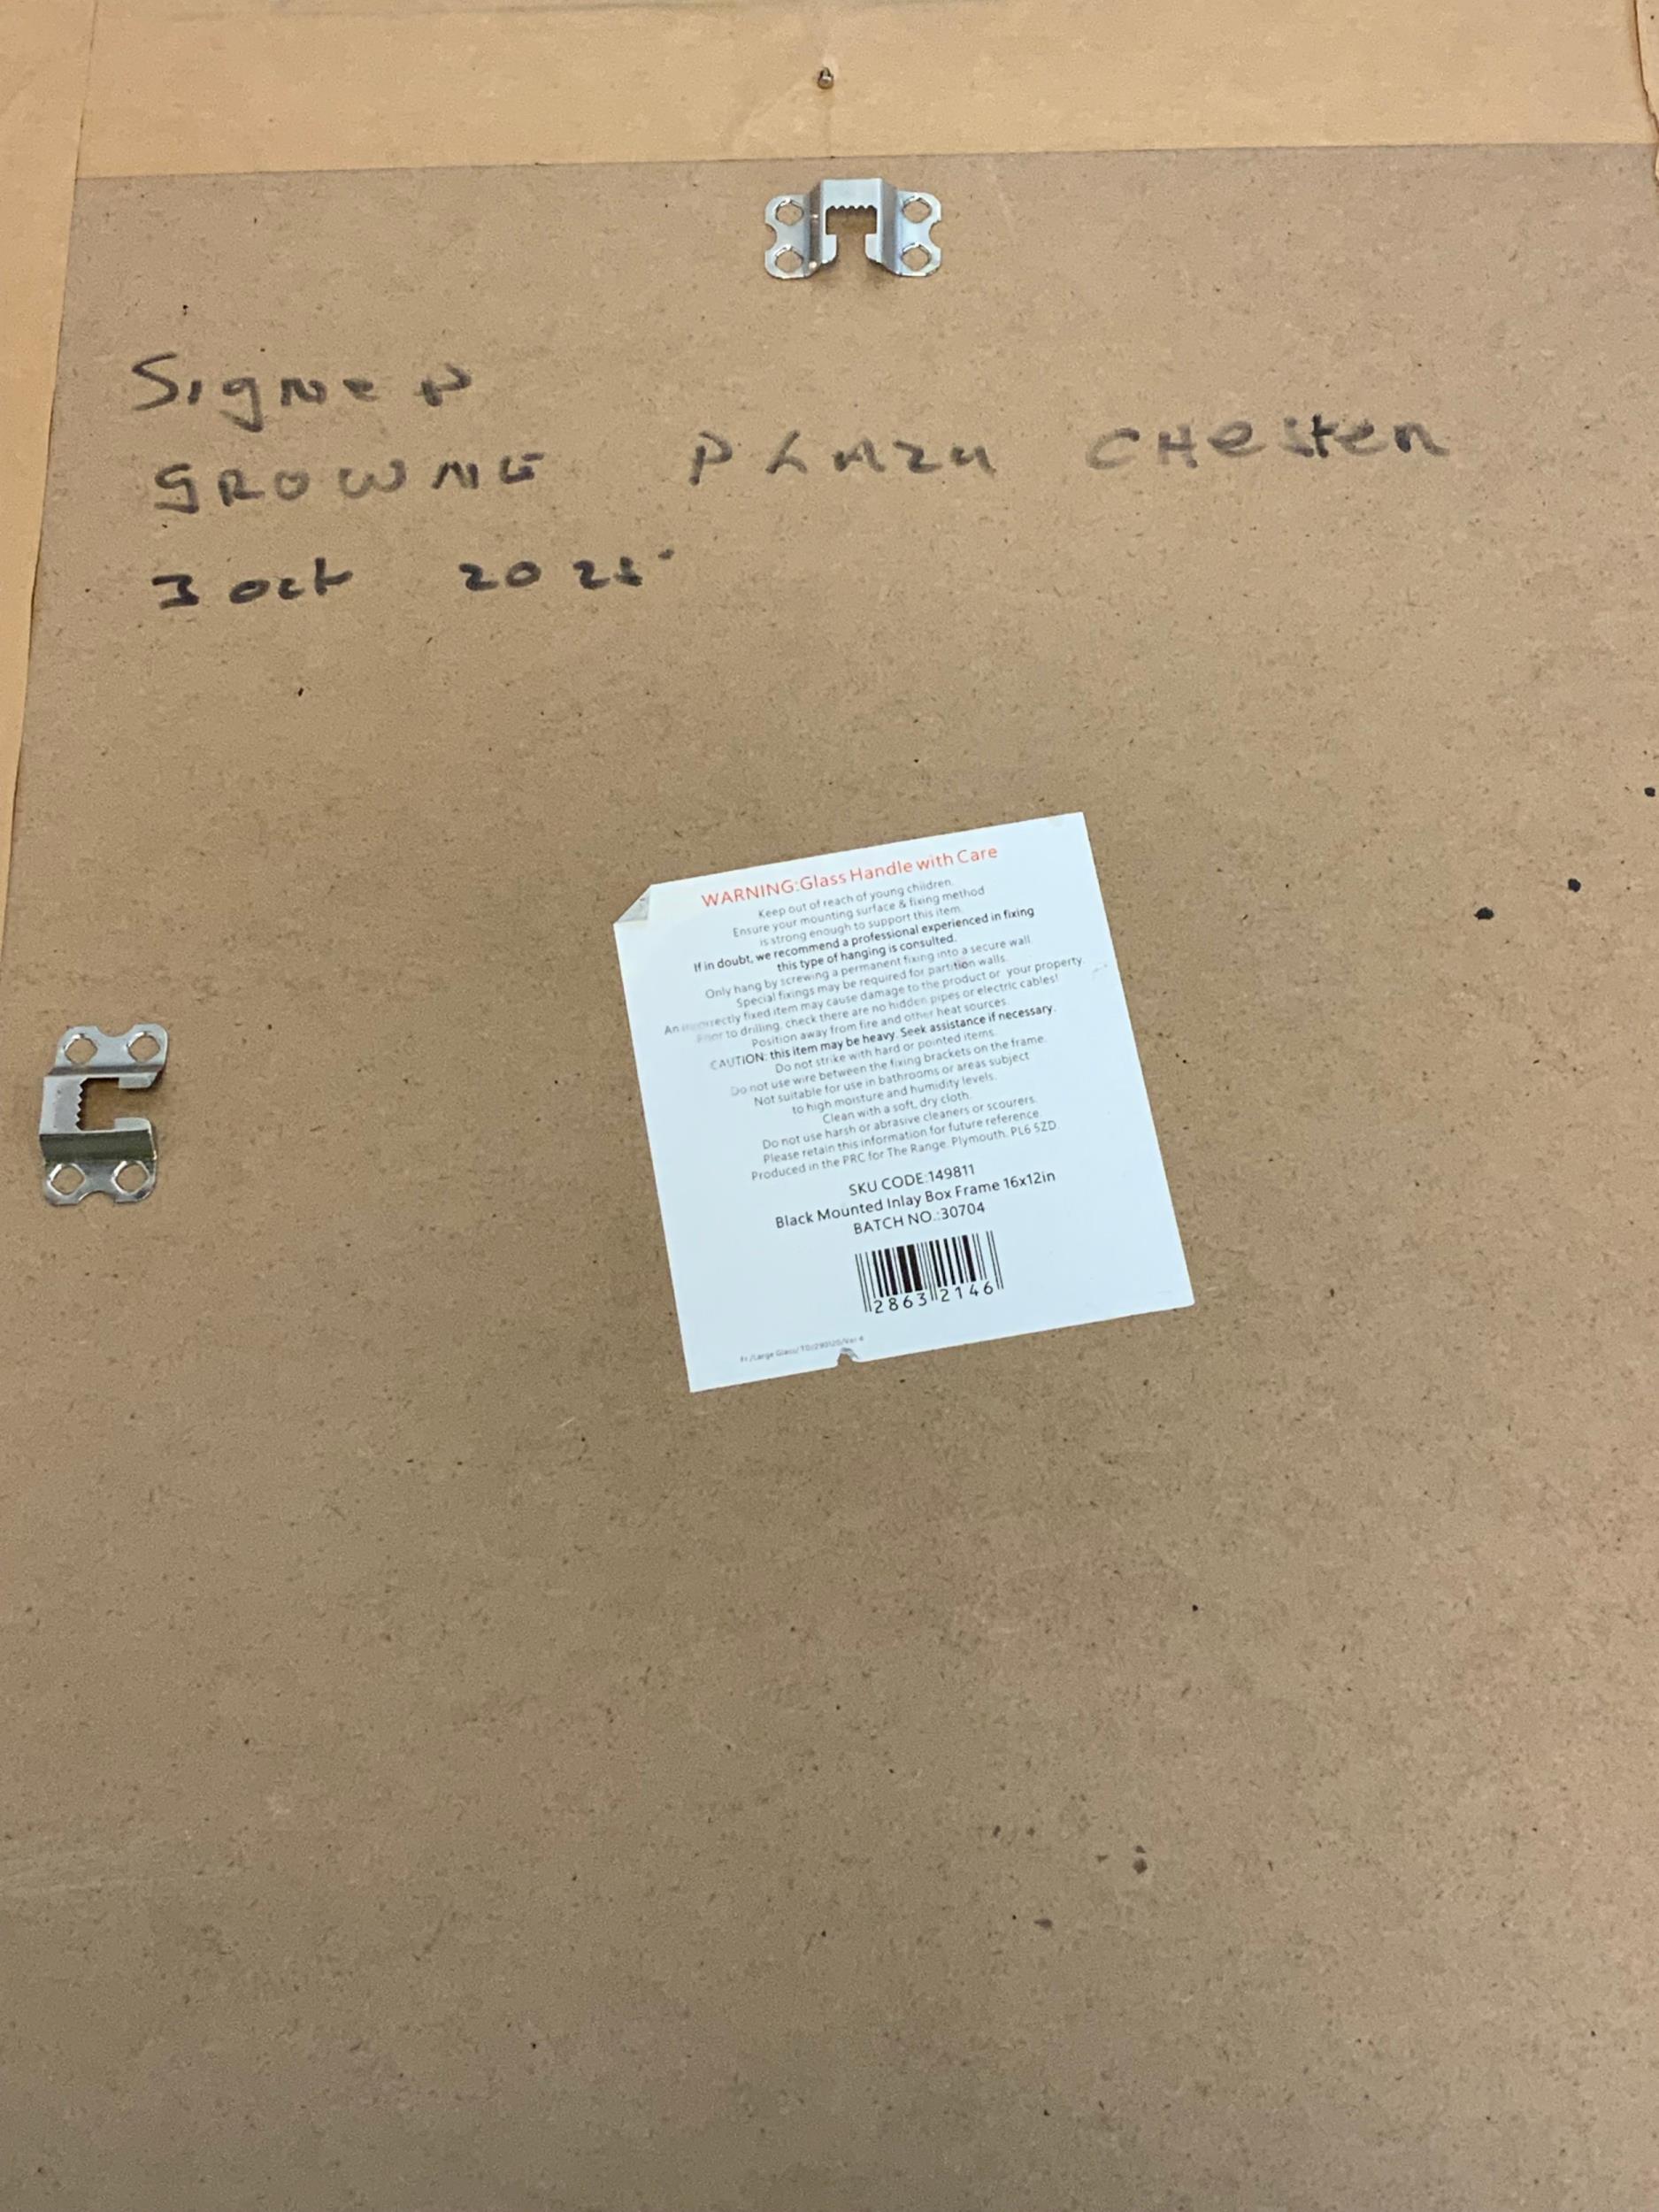 Signed
GROWNE PLAZA CHesteR
3 oct 2025
WARNING:Glass Handle with Care
Keep out of reach of young children.
Ensure your mounting surface & fixing method
is strong enough to support this item.
If in doubt, we recommend a professional experienced in fixing
this type of hanging is consulted.
Only hang by screwing a permanent fixing into a secure wall.
Special fixings may be required for partition walls.
An incorrectly fixed item may cause damage to the product or your property.
Prior to drilling, check there are no hidden pipes or electric cables!
Position away from fire and other heat sources.
CAUTION: this item may be heavy. Seek assistance if necessary.
Do not strike with hard or pointed items.
Do not use wire between the fixing brackets on the frame.
Not suitable for use in bathrooms or areas subject
to high moisture and humidity levels.
Clean with a soft, dry cloth.
Do not use harsh or abrasive cleaners or scourers.
Please retain this information for future reference.
Produced in the PRC for The Range. Plymouth. PL6 5ZD
SKU CODE:149811
Black Mounted Inlay Box Frame 16x12in
BATCH NO.:30704
2863 2146